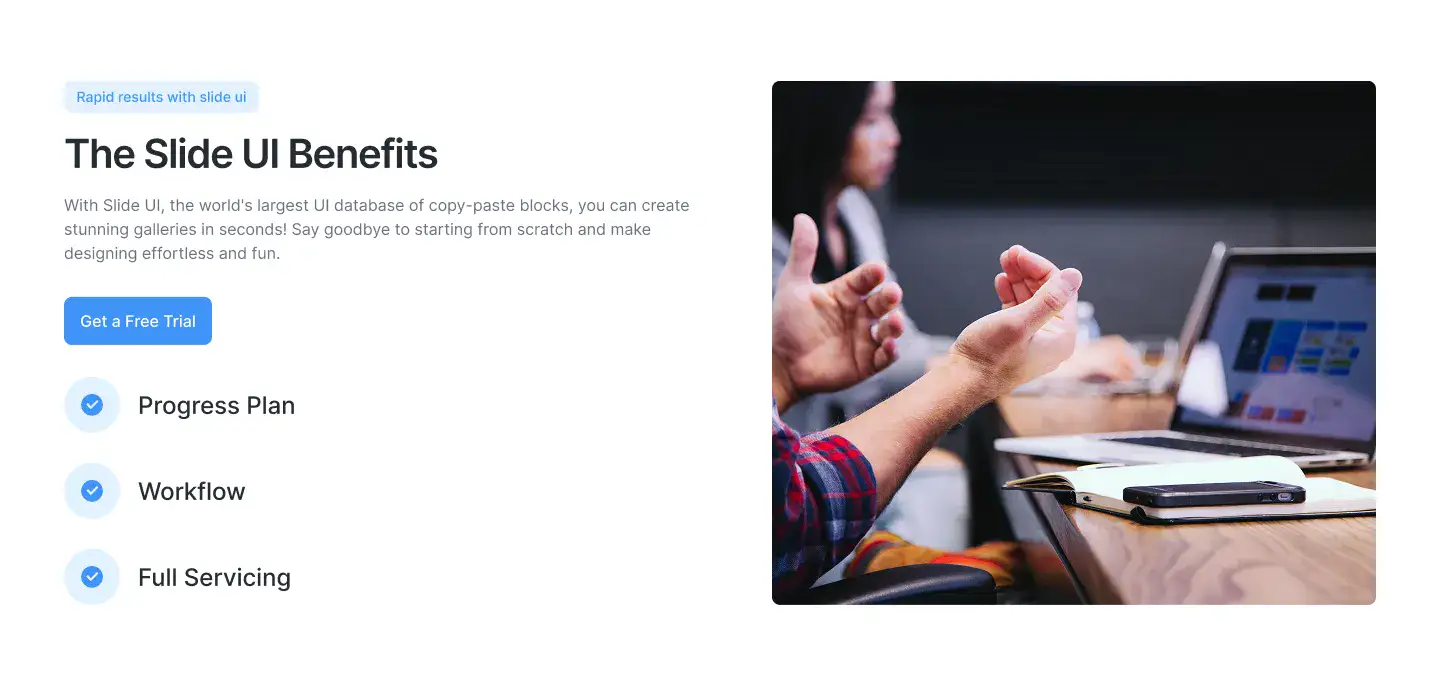 Rapid results with slide ui
The Slide UI Benefits
With Slide UI, the world's largest UI database of copy-paste blocks, you can create
stunning galleries in seconds! Say goodbye to starting from scratch and make
designing effortless and fun.
Get a Free Trial
Progress Plan
Workflow
Full Servicing